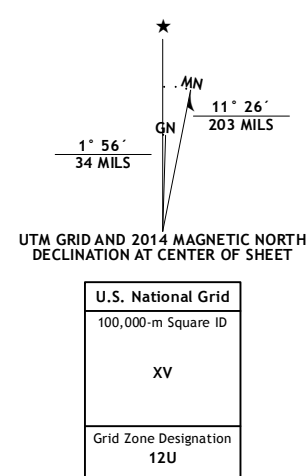 ★
MN
11° 26´
203 MILS
GN
1° 56´
34 MILS
UTM GRID AND 2014 MAGNETIC NORTH
DECLINATION AT CENTER OF SHEET
U.S. National Grid
100,000-m Square ID
XV
Grid Zone Designation
12U